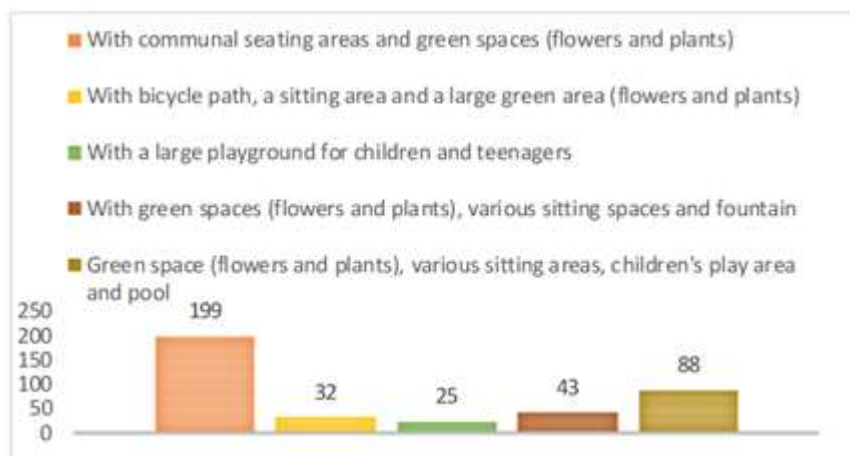 With communal seating areas and green spaces (flowers and plants)
With bicycle path, a sitting area and a large green area (flowers and plants)
With a large playground for children and teenagers
With green spaces (flowers and plants), various sitting spaces and fountain
Green space (flowers and plants), various sitting areas, children's play area
and pool
250
200
150
100
50
0
199
32
25
43
88